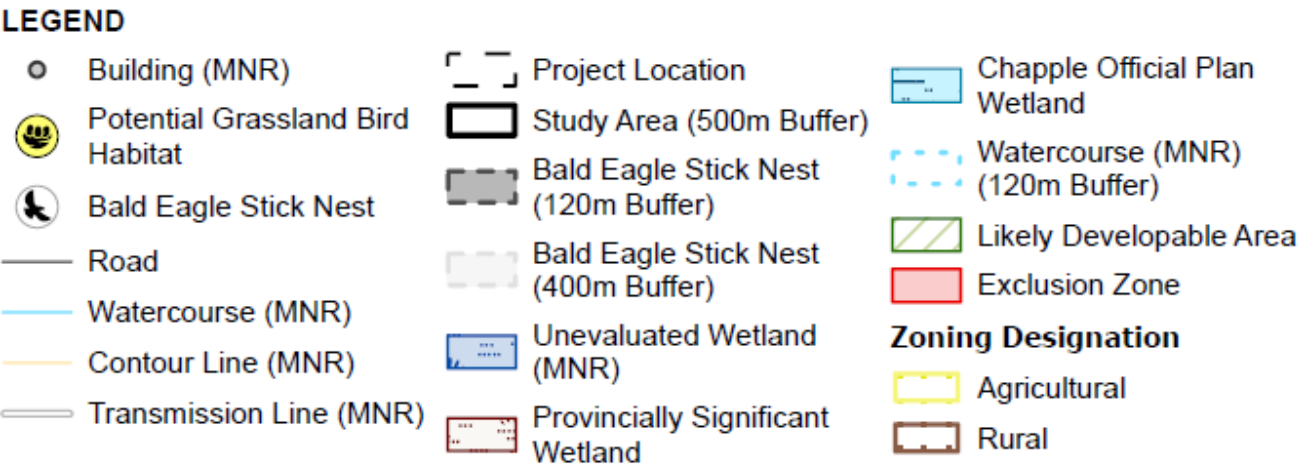 LEGEND
Building (MNR)
Potential Grassland Bird
Habitat
Bald Eagle Stick Nest
Road
Watercourse (MNR)
Contour Line (MNR)
Transmission Line (MNR)
Project Location
Study Area (500m Buffer)
Bald Eagle Stick Nest
(120m Buffer)
Bald Eagle Stick Nest
(400m Buffer)
Unevaluated Wetland
(MNR)
Provincially Significant
Wetland
Chapple Official Plan
Wetland
Watercourse (MNR)
(120m Buffer)
Likely Developable Area
Exclusion Zone
Zoning Designation
Agricultural
Rural